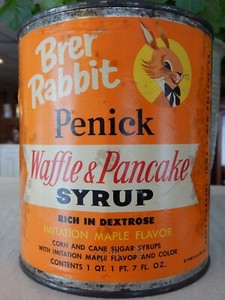 Brer
Rabbit
Penick
Waffle & Pancake
SYRUP
RICH IN DEXTROSE
IMITATION MAPLE FLAVOR
CORN AND CANE SUGAR SYRUPS
WITH IMITATION MAPLE FLAVOR AND COLOR
CONTENTS 1 QT. 1 PT. 7 FL. OZ.